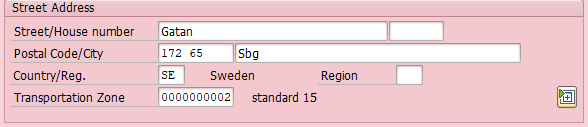 Street Address
Street/House number Gatan
Postal Code/City 172 65 Sbg
Country/Reg. SE Sweden Region
Transportation Zone 0000000002 standard 15